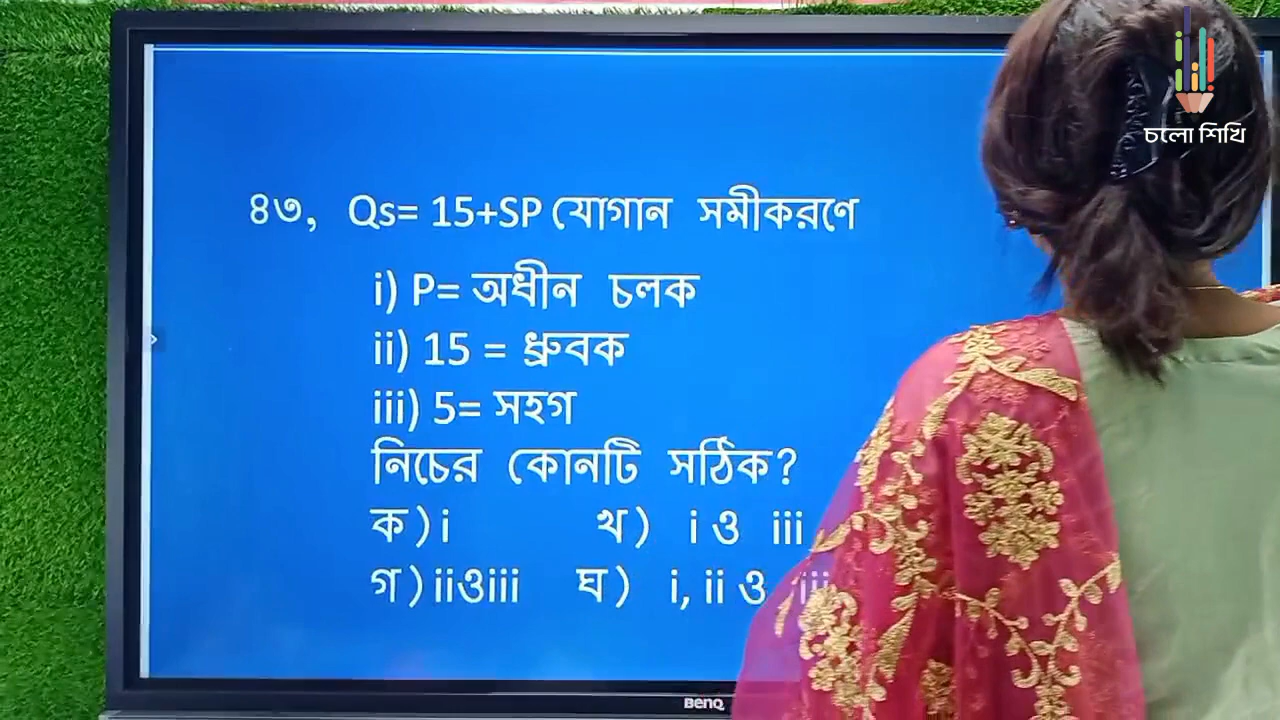 চলো শিখি
৪৩, Qs= 15+SP যোগান সমীকরণে
i) P= অধীন চলক
ii) 15 = ধ্রুবক
iii) 5= সহগ
নিচের কোনটি সঠিক?
ক) i খ) i ও iii
গ) iiওiii ঘ) i, ii ও iii
BenQ